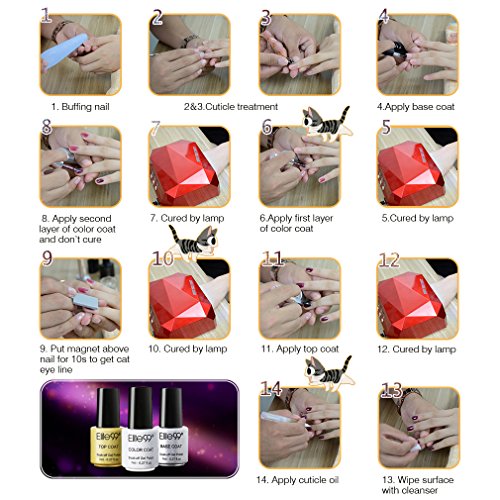 1
2
3
4
1. Buffing nail
2&3.Cuticle treatment
4.Apply base coat
8
7
6
5
8. Apply second
layer of color coat
and don't cure
7. Cured by lamp
6.Apply first layer
of color coat
5.Cured by lamp
9
10
11
12
9. Put magnet above
nail for 10s to get cat
eye line
10. Cured by lamp
11. Apply top coat
12. Cured by lamp
14
13
Elite99
TOP COAT
Elite99
COLOR COAT
Elite99
BASE COAT
14. Apply cuticle oil
13. Wipe surface
with cleanser